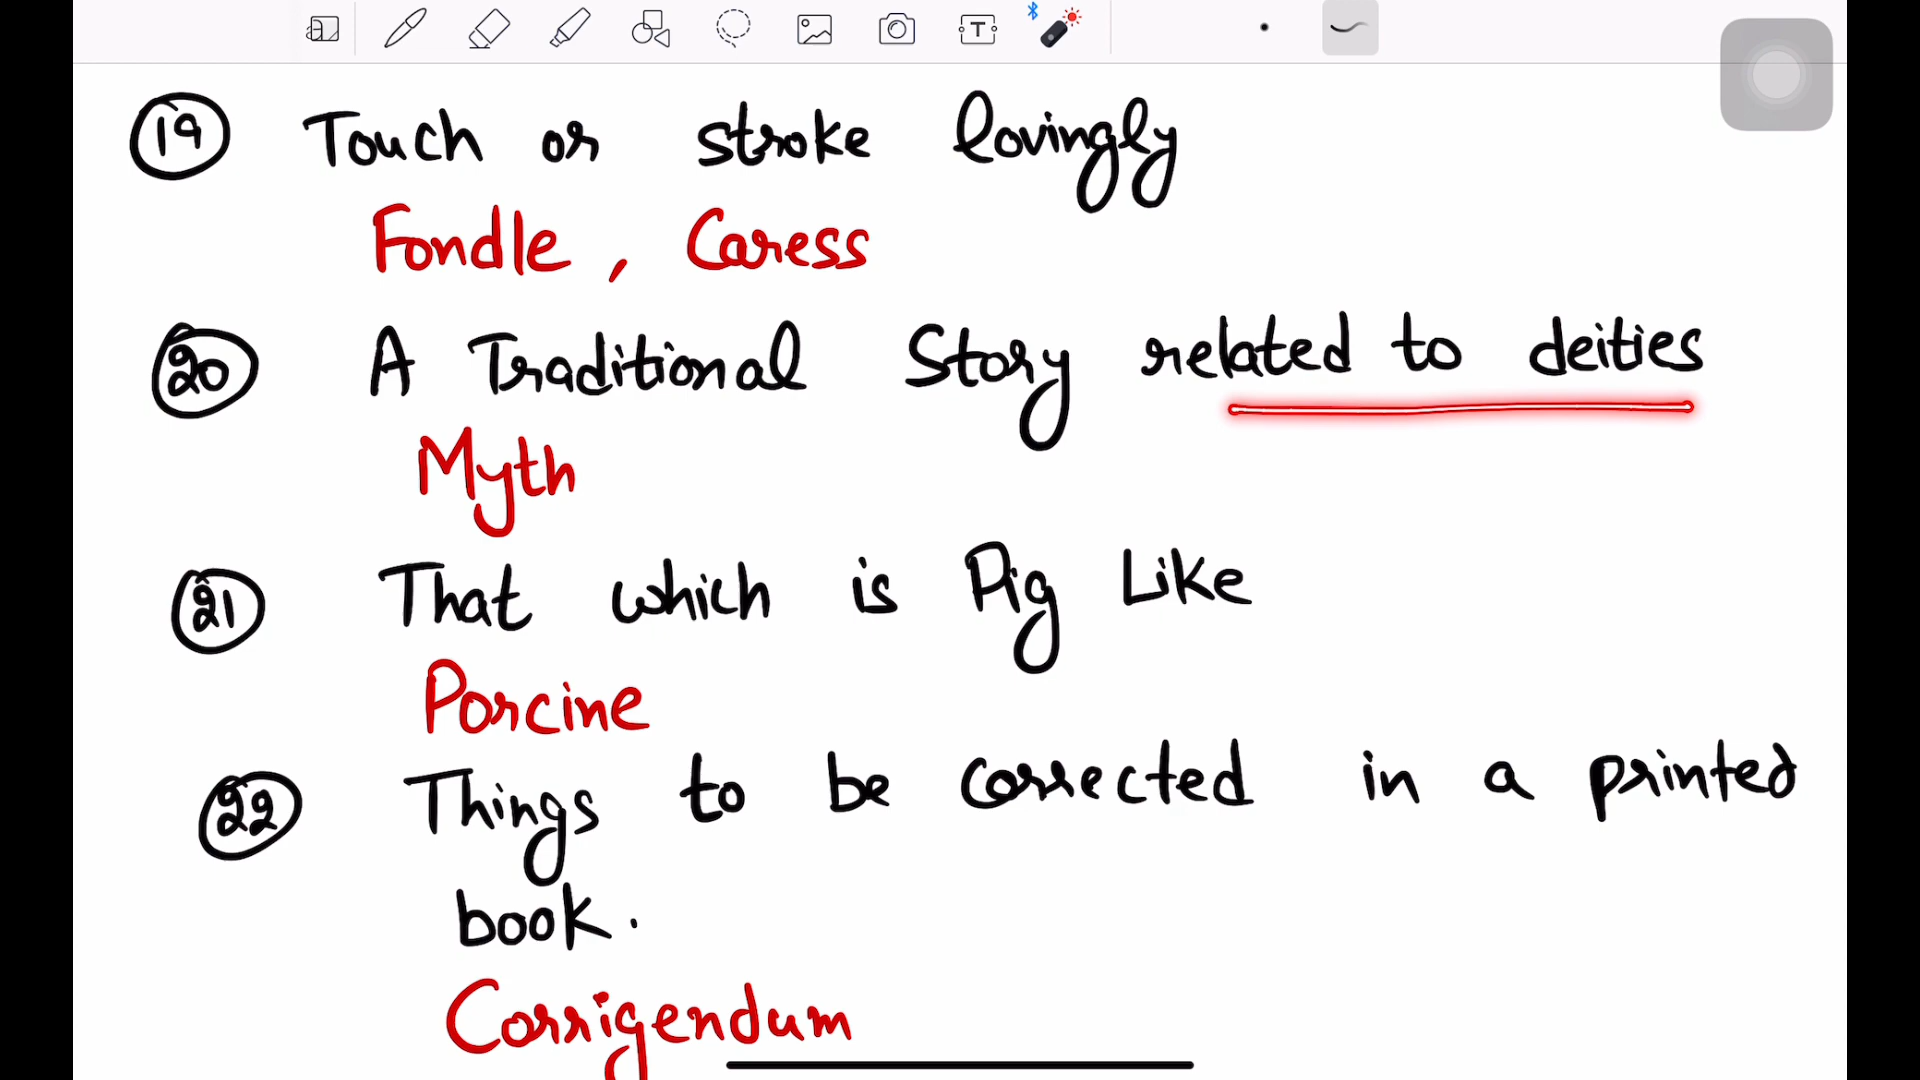 19 Touch or stroke lovingly
Fondle, Caress
20 A Traditional Story related to deities
Myth
21 That which is Pig Like
Porcine
22 Things to be corrected in a printed
book.
Corrigendum